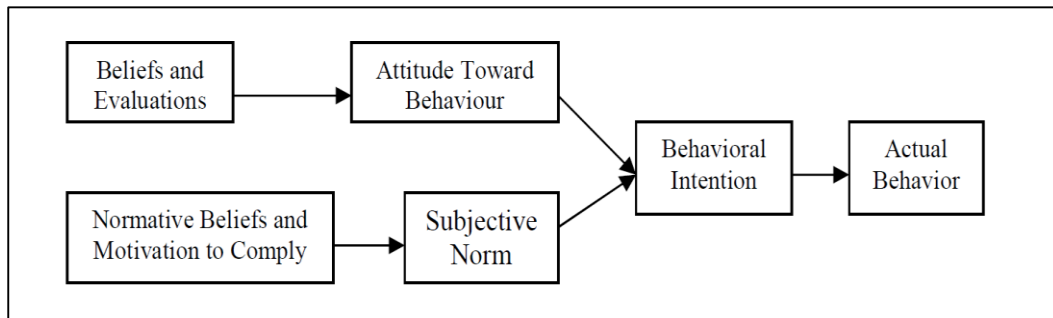 Beliefs and
Evaluations
Attitude Toward
Behaviour
Behavioral
Intention
Actual
Behavior
Normative Beliefs and
Motivation to Comply
Subjective
Norm